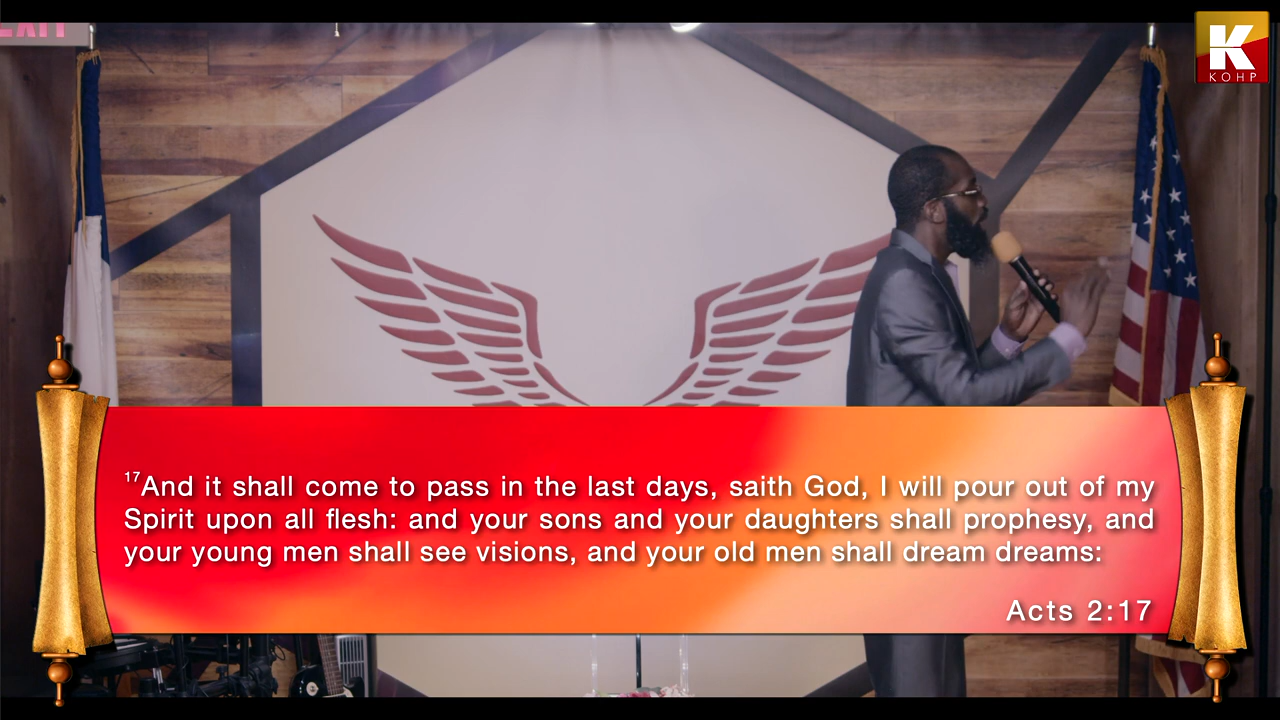 EXIT
K
KOHP
17And it shall come to pass in the last days, saith God, I will pour out of my
Spirit upon all flesh: and your sons and your daughters shall prophesy, and
your young men shall see visions, and your old men shall dream dreams:
Acts 2:17